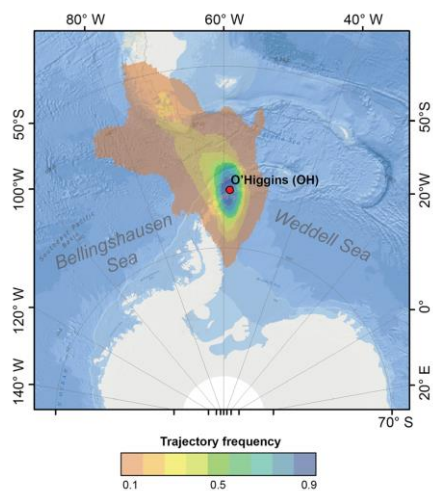 80° W 60° W 40° W
50°S 50°S
O'Higgins (OH)
100°W 20°W
Bellingshausen
Sea
Weddell Sea
120°W 0°
140°W 20°E
70° S
Trajectory frequency
0.1 0.5 0.9